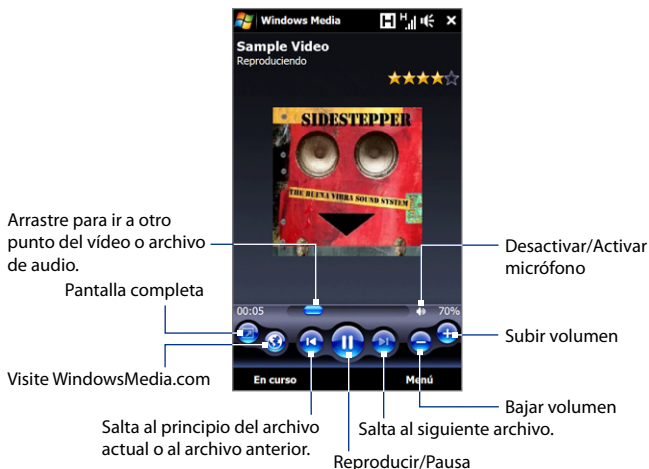 Windows Media
Sample Video
Reproduciendo
SIDESTEPPER
THE BUENA VIBRA SOUND SYSTEM
Arrastre para ir a otro
punto del vídeo o archivo
de audio.
Desactivar/Activar
micrófono
Pantalla completa
00:05
70%
Subir volumen
Visite WindowsMedia.com
En curso
Menú
Bajar volumen
Salta al principio del archivo
actual o al archivo anterior.
Salta al siguiente archivo.
Reproducir/Pausa